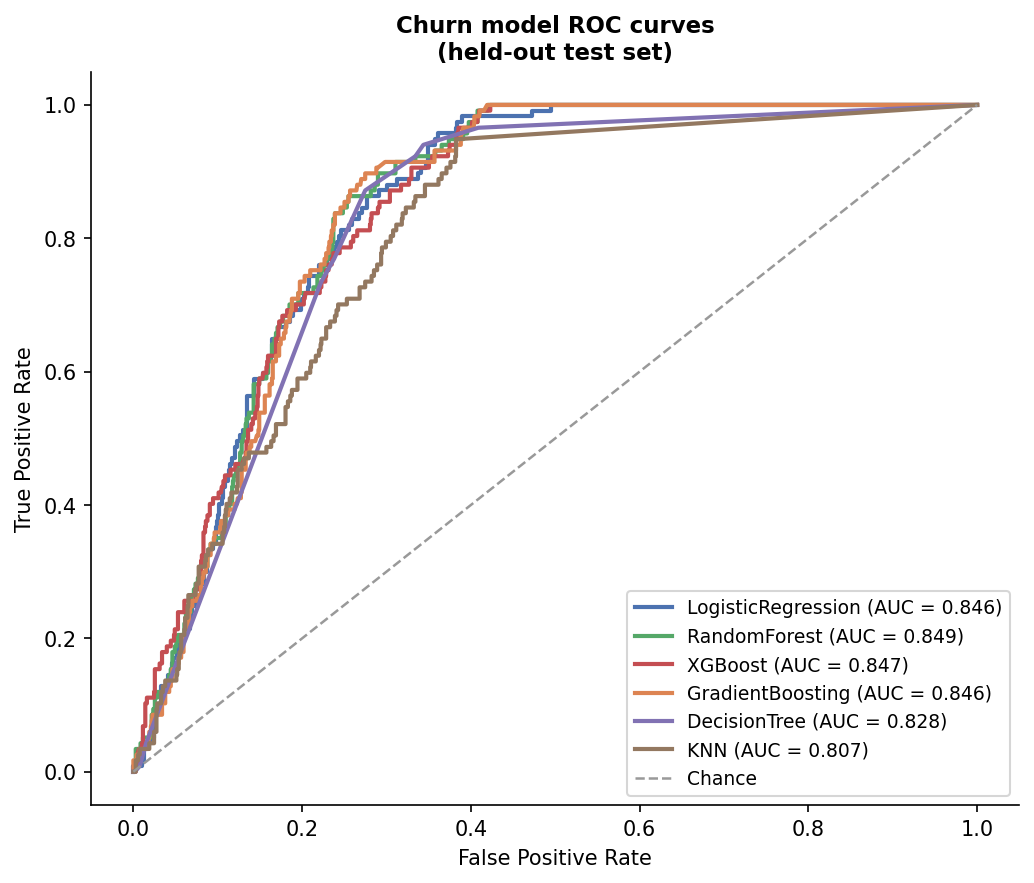 Churn model ROC curves
(held-out test set)
True Positive Rate
1.0
0.8
0.6
0.4
0.2
0.0
0.0 0.2 0.4 0.6 0.8 1.0
False Positive Rate
LogisticRegression (AUC = 0.846)
RandomForest (AUC = 0.849)
XGBoost (AUC = 0.847)
GradientBoosting (AUC = 0.846)
DecisionTree (AUC = 0.828)
KNN (AUC = 0.807)
Chance